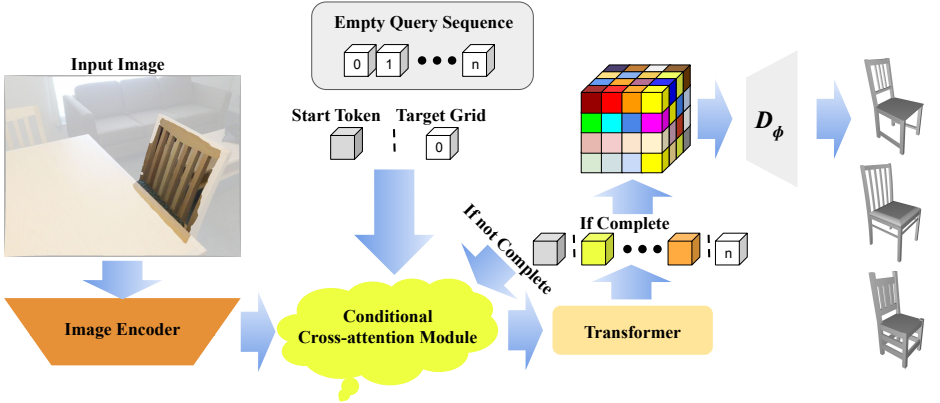 Empty Query Sequence
0 1 n
Input Image
Start Token Target Grid
0
D𝜙
If not Complete
If Complete
n
Image Encoder
Conditional
Cross-attention Module
Transformer